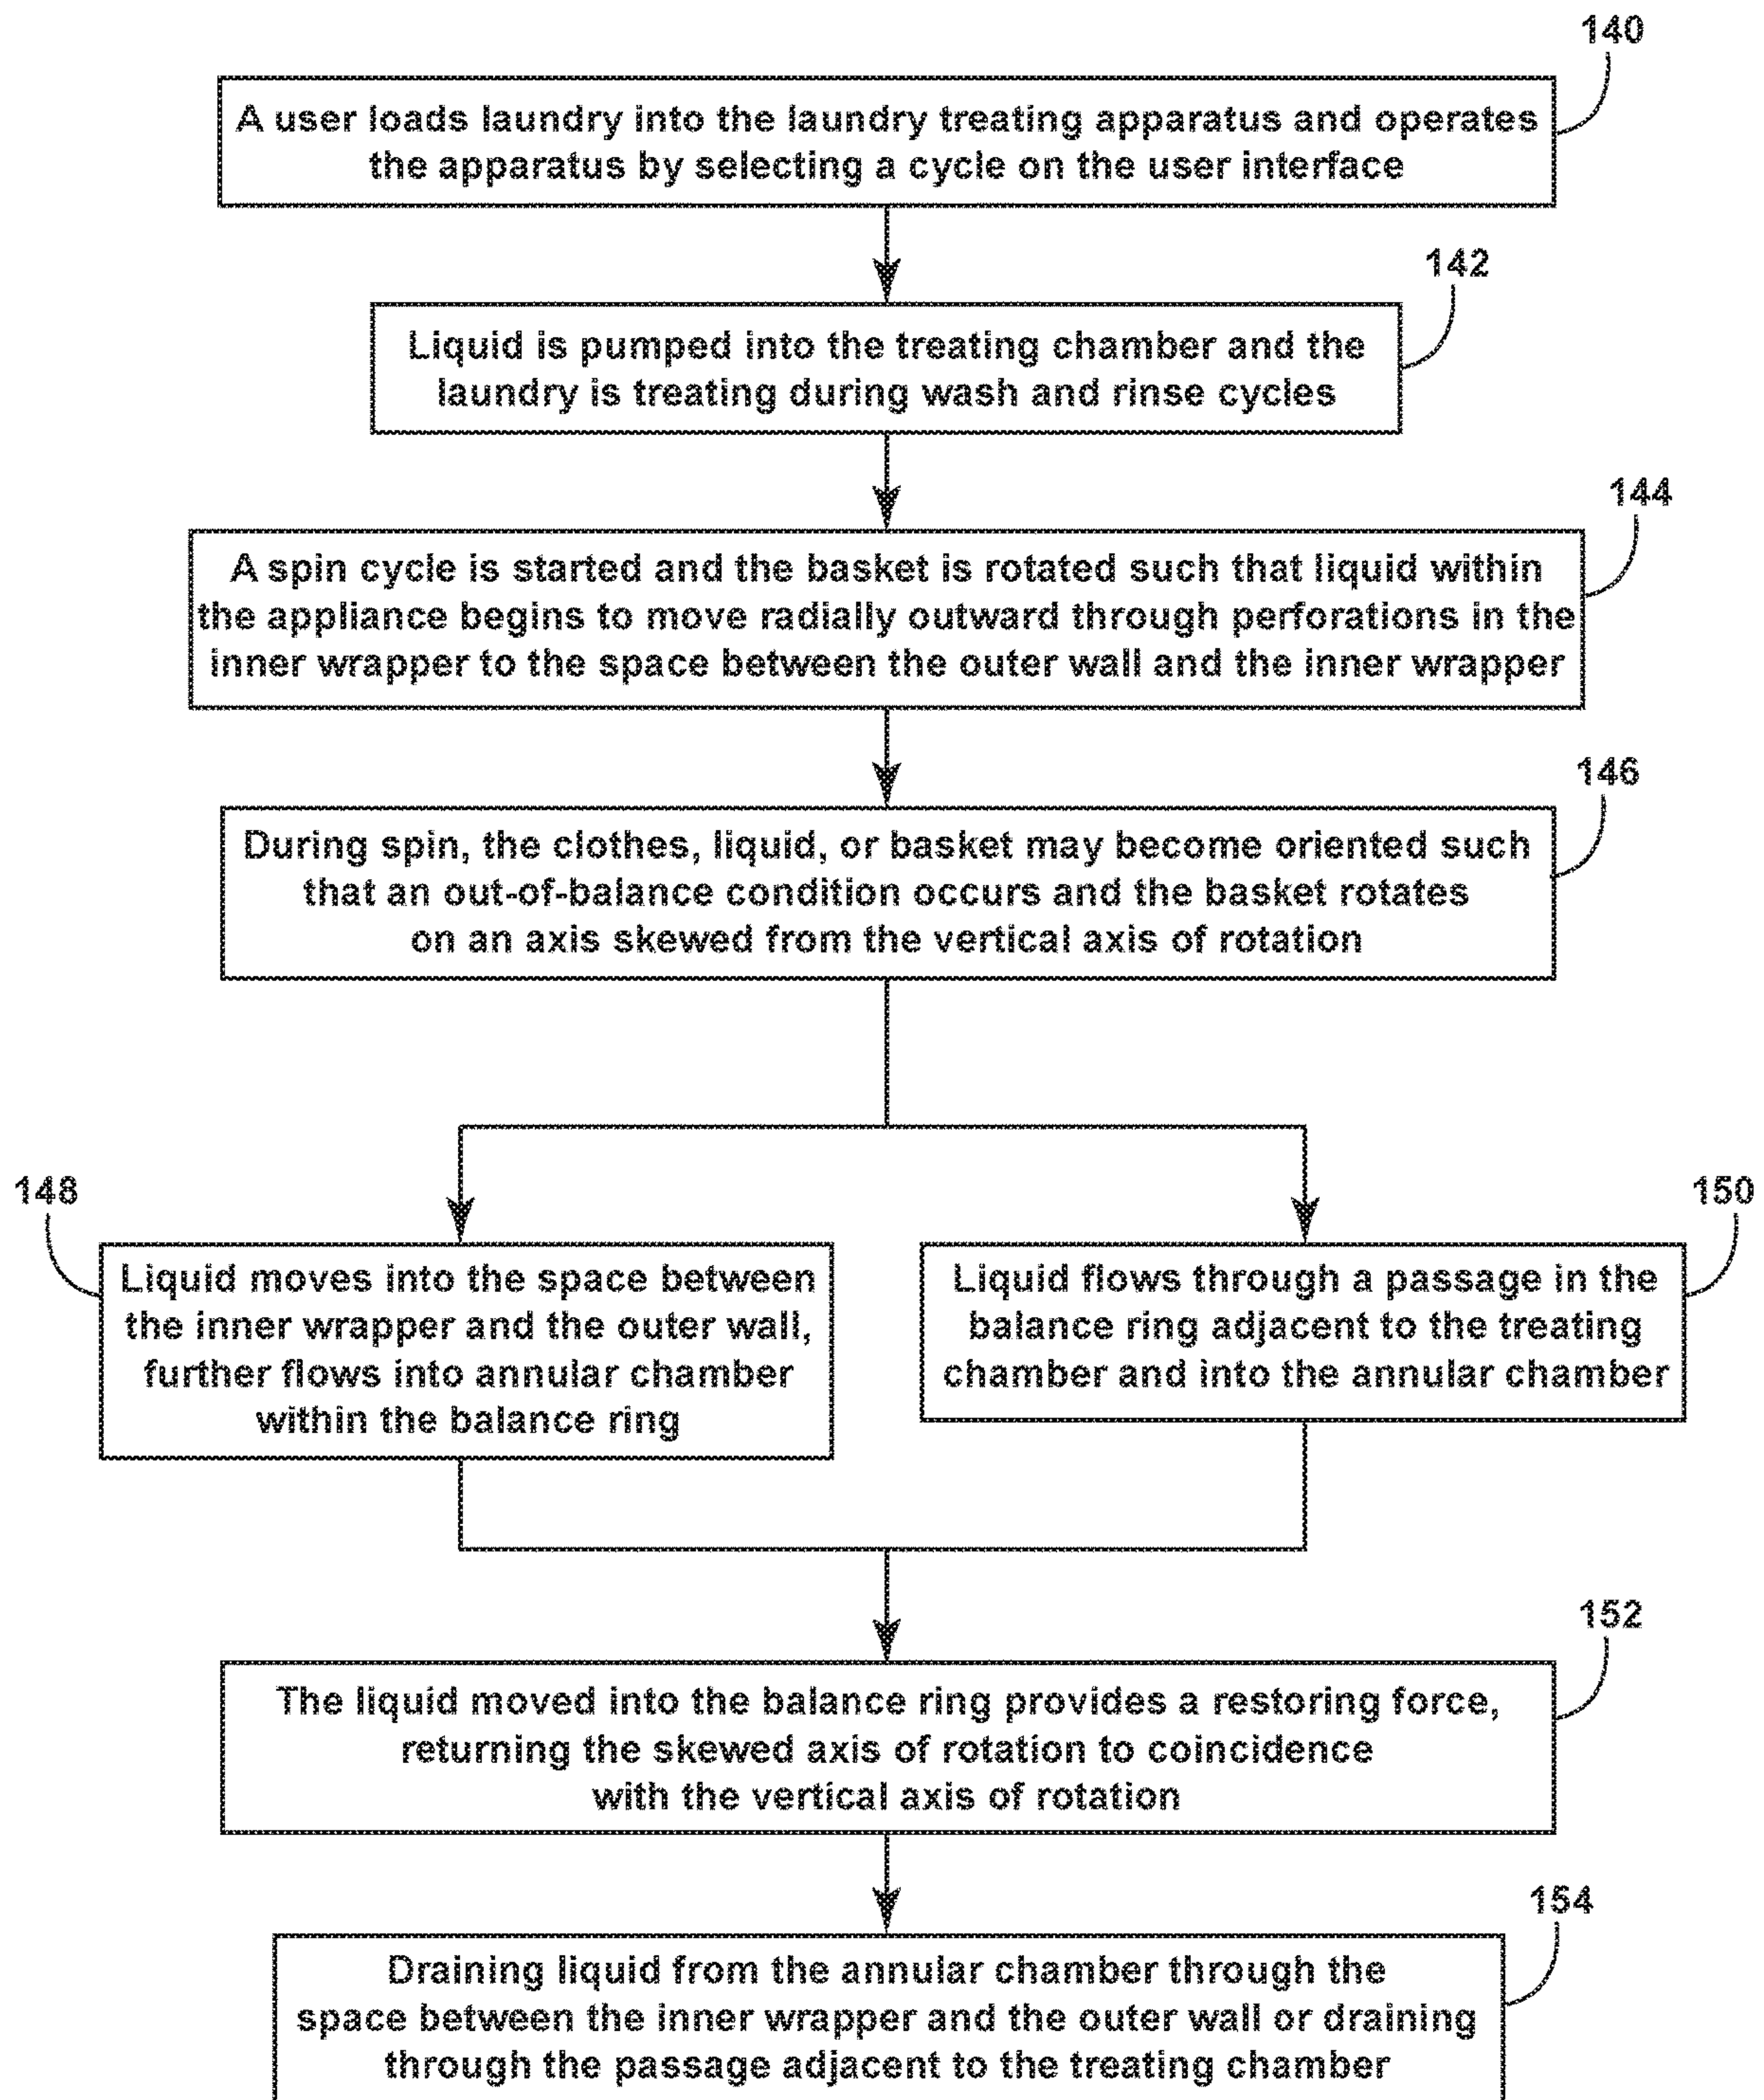 140
A user loads laundry into the laundry treating apparatus and operates
the apparatus by selecting a cycle on the user interface
142
Liquid is pumped into the treating chamber and the
laundry is treating during wash and rinse cycles
144
A spin cycle is started and the basket is rotated such that liquid within
the appliance begins to move radially outward through perforations in the
inner wrapper to the space between the outer wall and the inner wrapper
146
During spin, the clothes, liquid, or basket may become oriented such
that an out-of-balance condition occurs and the basket rotates
on an axis skewed from the vertical axis of rotation
148
Liquid moves into the space between
the inner wrapper and the outer wall,
further flows into annular chamber
within the balance ring
150
Liquid flows through a passage in the
balance ring adjacent to the treating
chamber and into the annular chamber
152
The liquid moved into the balance ring provides a restoring force,
returning the skewed axis of rotation to coincidence
with the vertical axis of rotation
154
Draining liquid from the annular chamber through the
space between the inner wrapper and the outer wall or draining
through the passage adjacent to the treating chamber